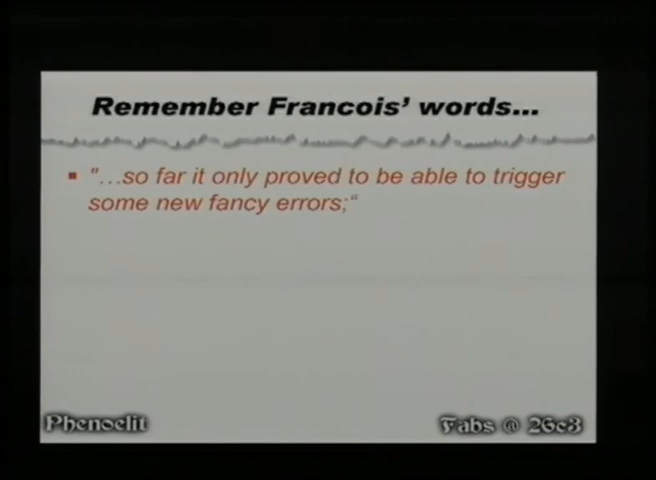 Remember Francois' words...
"...so far it only proved to be able to trigger
some new fancy errors;“
Phenoelit
Fabs @ 26c3